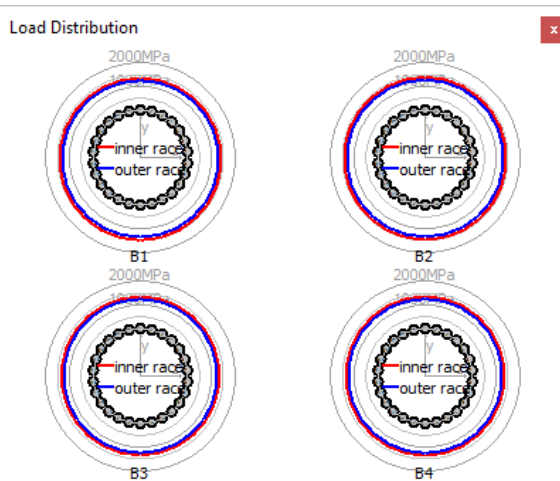 Load Distribution
x
2000MPa
y
inner race
outer race
B1
2000MPa
y
inner race
outer race
B2
2000MPa
y
inner race
outer race
B3
2000MPa
y
inner race
outer race
B4